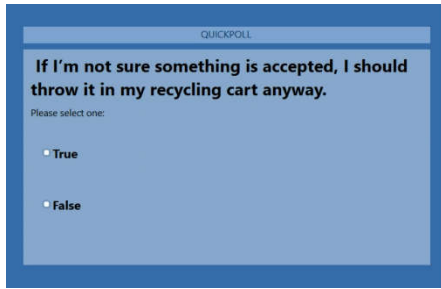 QUICKPOLL
If I'm not sure something is accepted, I should
throw it in my recycling cart anyway.
Please select one:
True
False